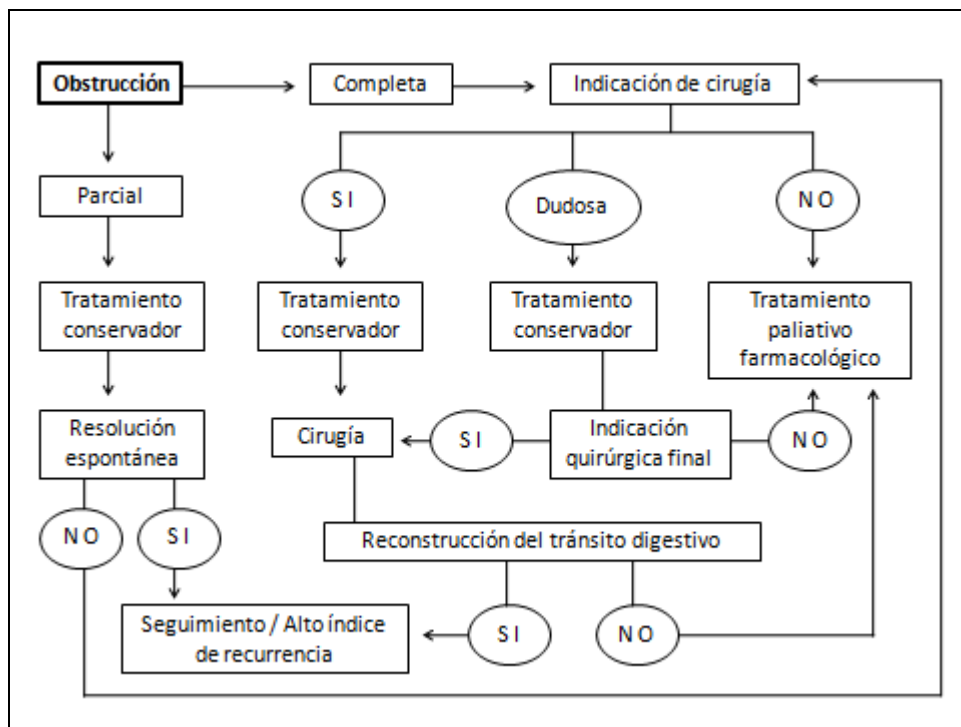 Obstrucción
Completa
Indicación de cirugía
Parcial
S I
Dudosa
N O
Tratamiento
conservador
Tratamiento
conservador
Tratamiento
conservador
Tratamiento
paliativo
farmacológico
Resolución
espontánea
Cirugía
S I
Indicación
quirúrgica final
N O
N O
S I
Reconstrucción del tránsito digestivo
Seguimiento / Alto índice
de recurrencia
S I
N O